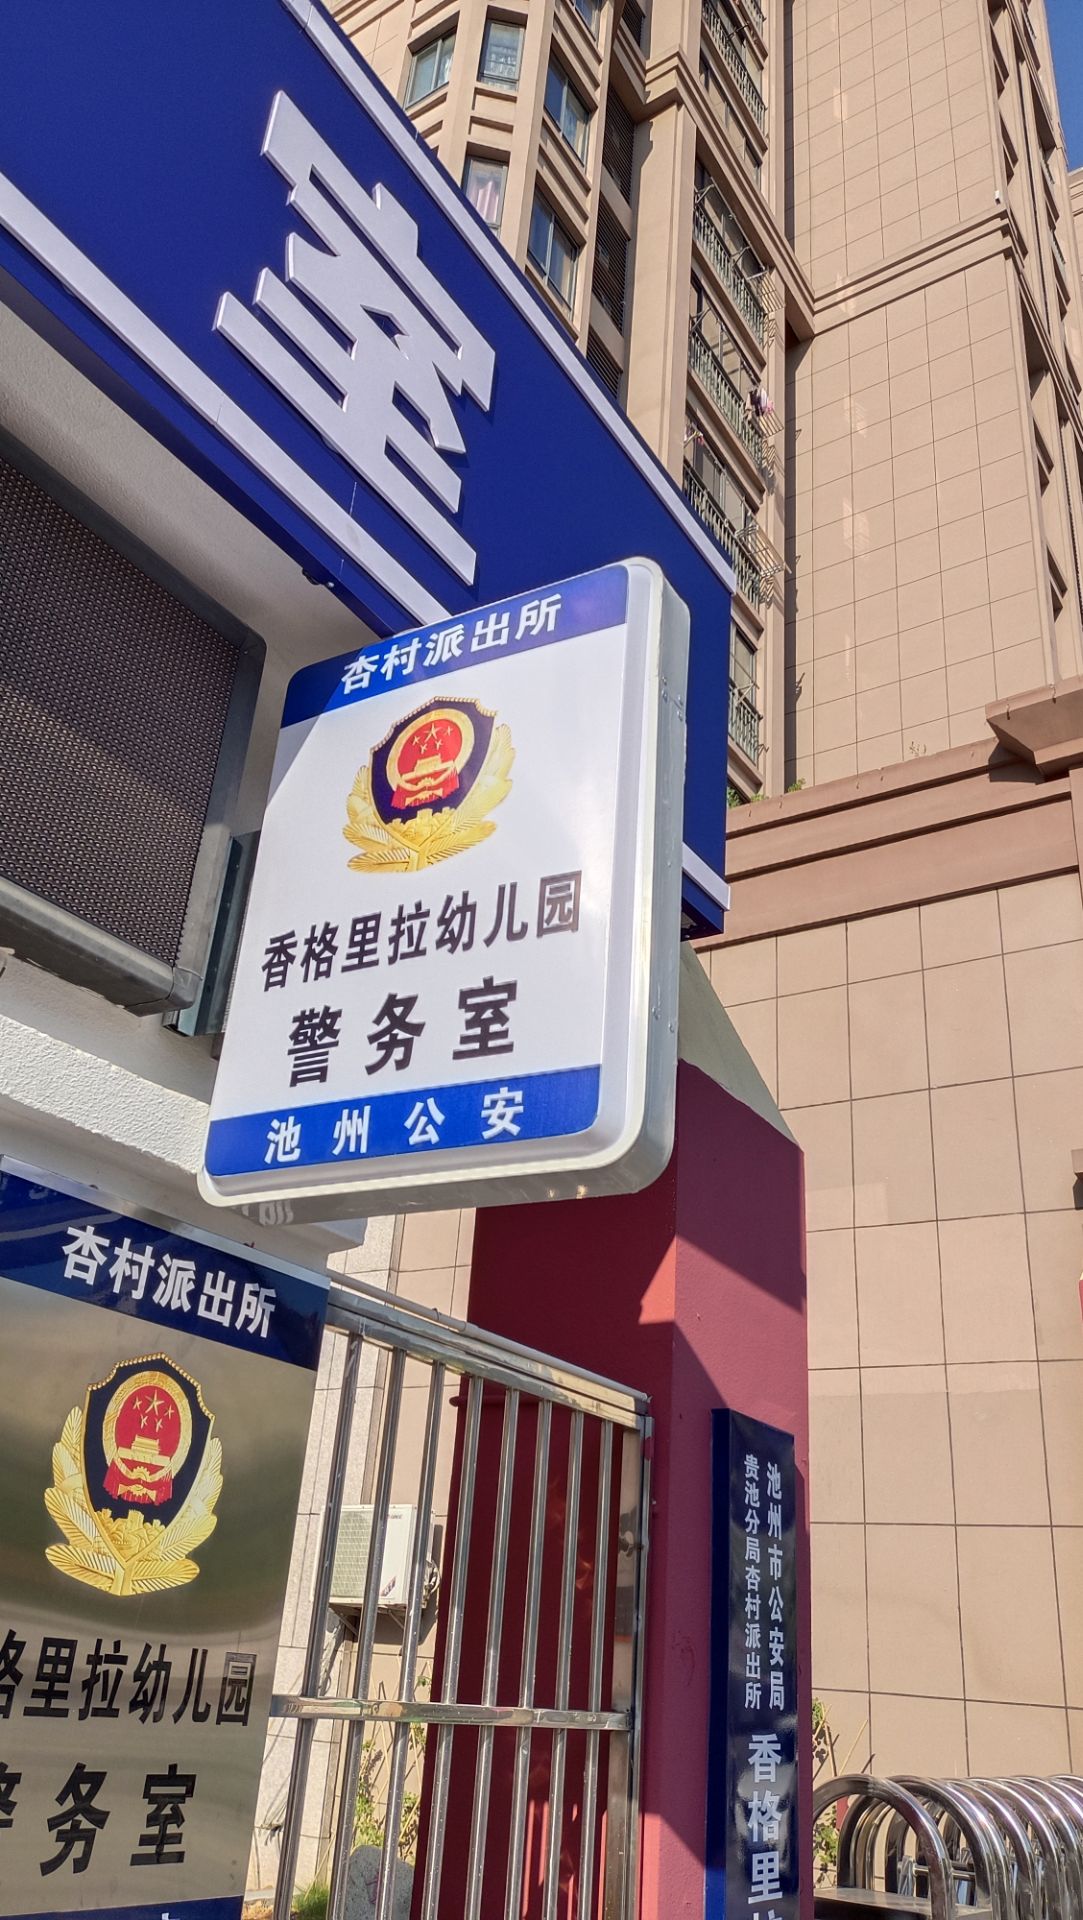 室
杏村派出所
香格里拉幼儿园
警务室
池州公安
杏村派出所
格里拉幼儿园
警务室
池州市公安局
贵池分局杏村派出所
香格里拉